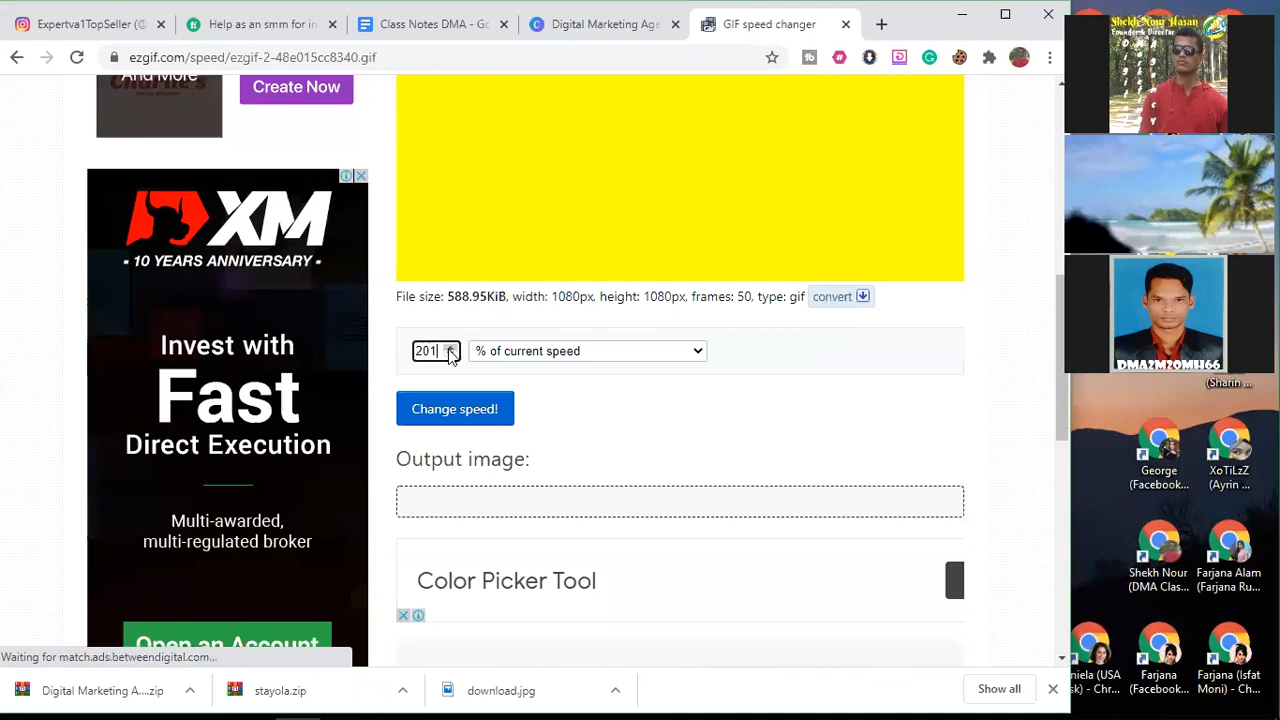 Expertva1TopSeller (@
Help as an smm for in
Class Notes DMA - Go
Digital Marketing Age
GIF speed changer
ezgif.com/speed/ezgif-2-48e015cc8340.gif
And More
Create Now
XM
10 YEARS ANNIVERSARY
Invest with
Fast
Direct Execution
Multi-awarded,
multi-regulated broker
Open an Account
File size: 588.95KiB, width: 1080px, height: 1080px, frames: 50, type: gif
convert
201
% of current speed
Change speed!
Output image:
Color Picker Tool
Waiting for match.ads.betweendigital.com...
Digital Marketing A....zip
stayola.zip
download.jpg
Show all
Shekh Nour Hasan
Founder & Director
DMA2M20MH66
(Sharin ...
George
(Facebook...
XoTiLzZ
(Ayrin ...
Shekh Nour
(DMA Clas...
Farjana Alam
(Farjana Ru...
niela (USA
sk) - Chr...
Farjana
(Facebook...
Farjana (Isfat
Moni) - Ch...